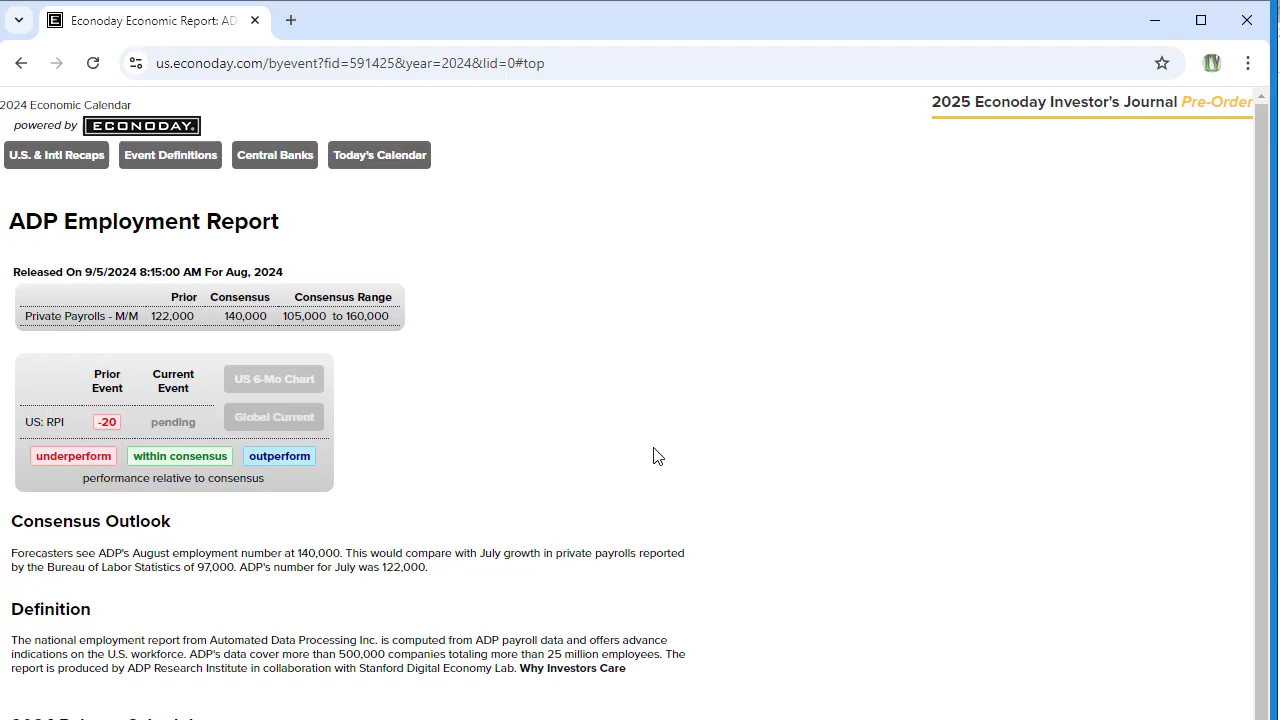 Econoday Economic Report: AD
us.econoday.com/byevent?fid=591425&year=2024&lid=0#top
2024 Economic Calendar
2025 Econoday Investor's Journal Pre-Order
powered by ECONODAY
U.S. & Intl Recaps Event Definitions Central Banks Today's Calendar
ADP Employment Report
Released On 9/5/2024 8:15:00 AM For Aug, 2024
Prior Consensus Consensus Range
Private Payrolls - M/M 122,000 140,000 105,000 to 160,000
Prior Event Current Event US 6-Mo Chart
Global Current
US: RPI -20 pending
underperform within consensus outperform
performance relative to consensus
Consensus Outlook
Forecasters see ADP's August employment number at 140,000. This would compare with July growth in private payrolls reported
by the Bureau of Labor Statistics of 97,000. ADP's number for July was 122,000.
Definition
The national employment report from Automated Data Processing Inc. is computed from ADP payroll data and offers advance
indications on the U.S. workforce. ADP's data cover more than 500,000 companies totaling more than 25 million employees. The
report is produced by ADP Research Institute in collaboration with Stanford Digital Economy Lab. Why Investors Care